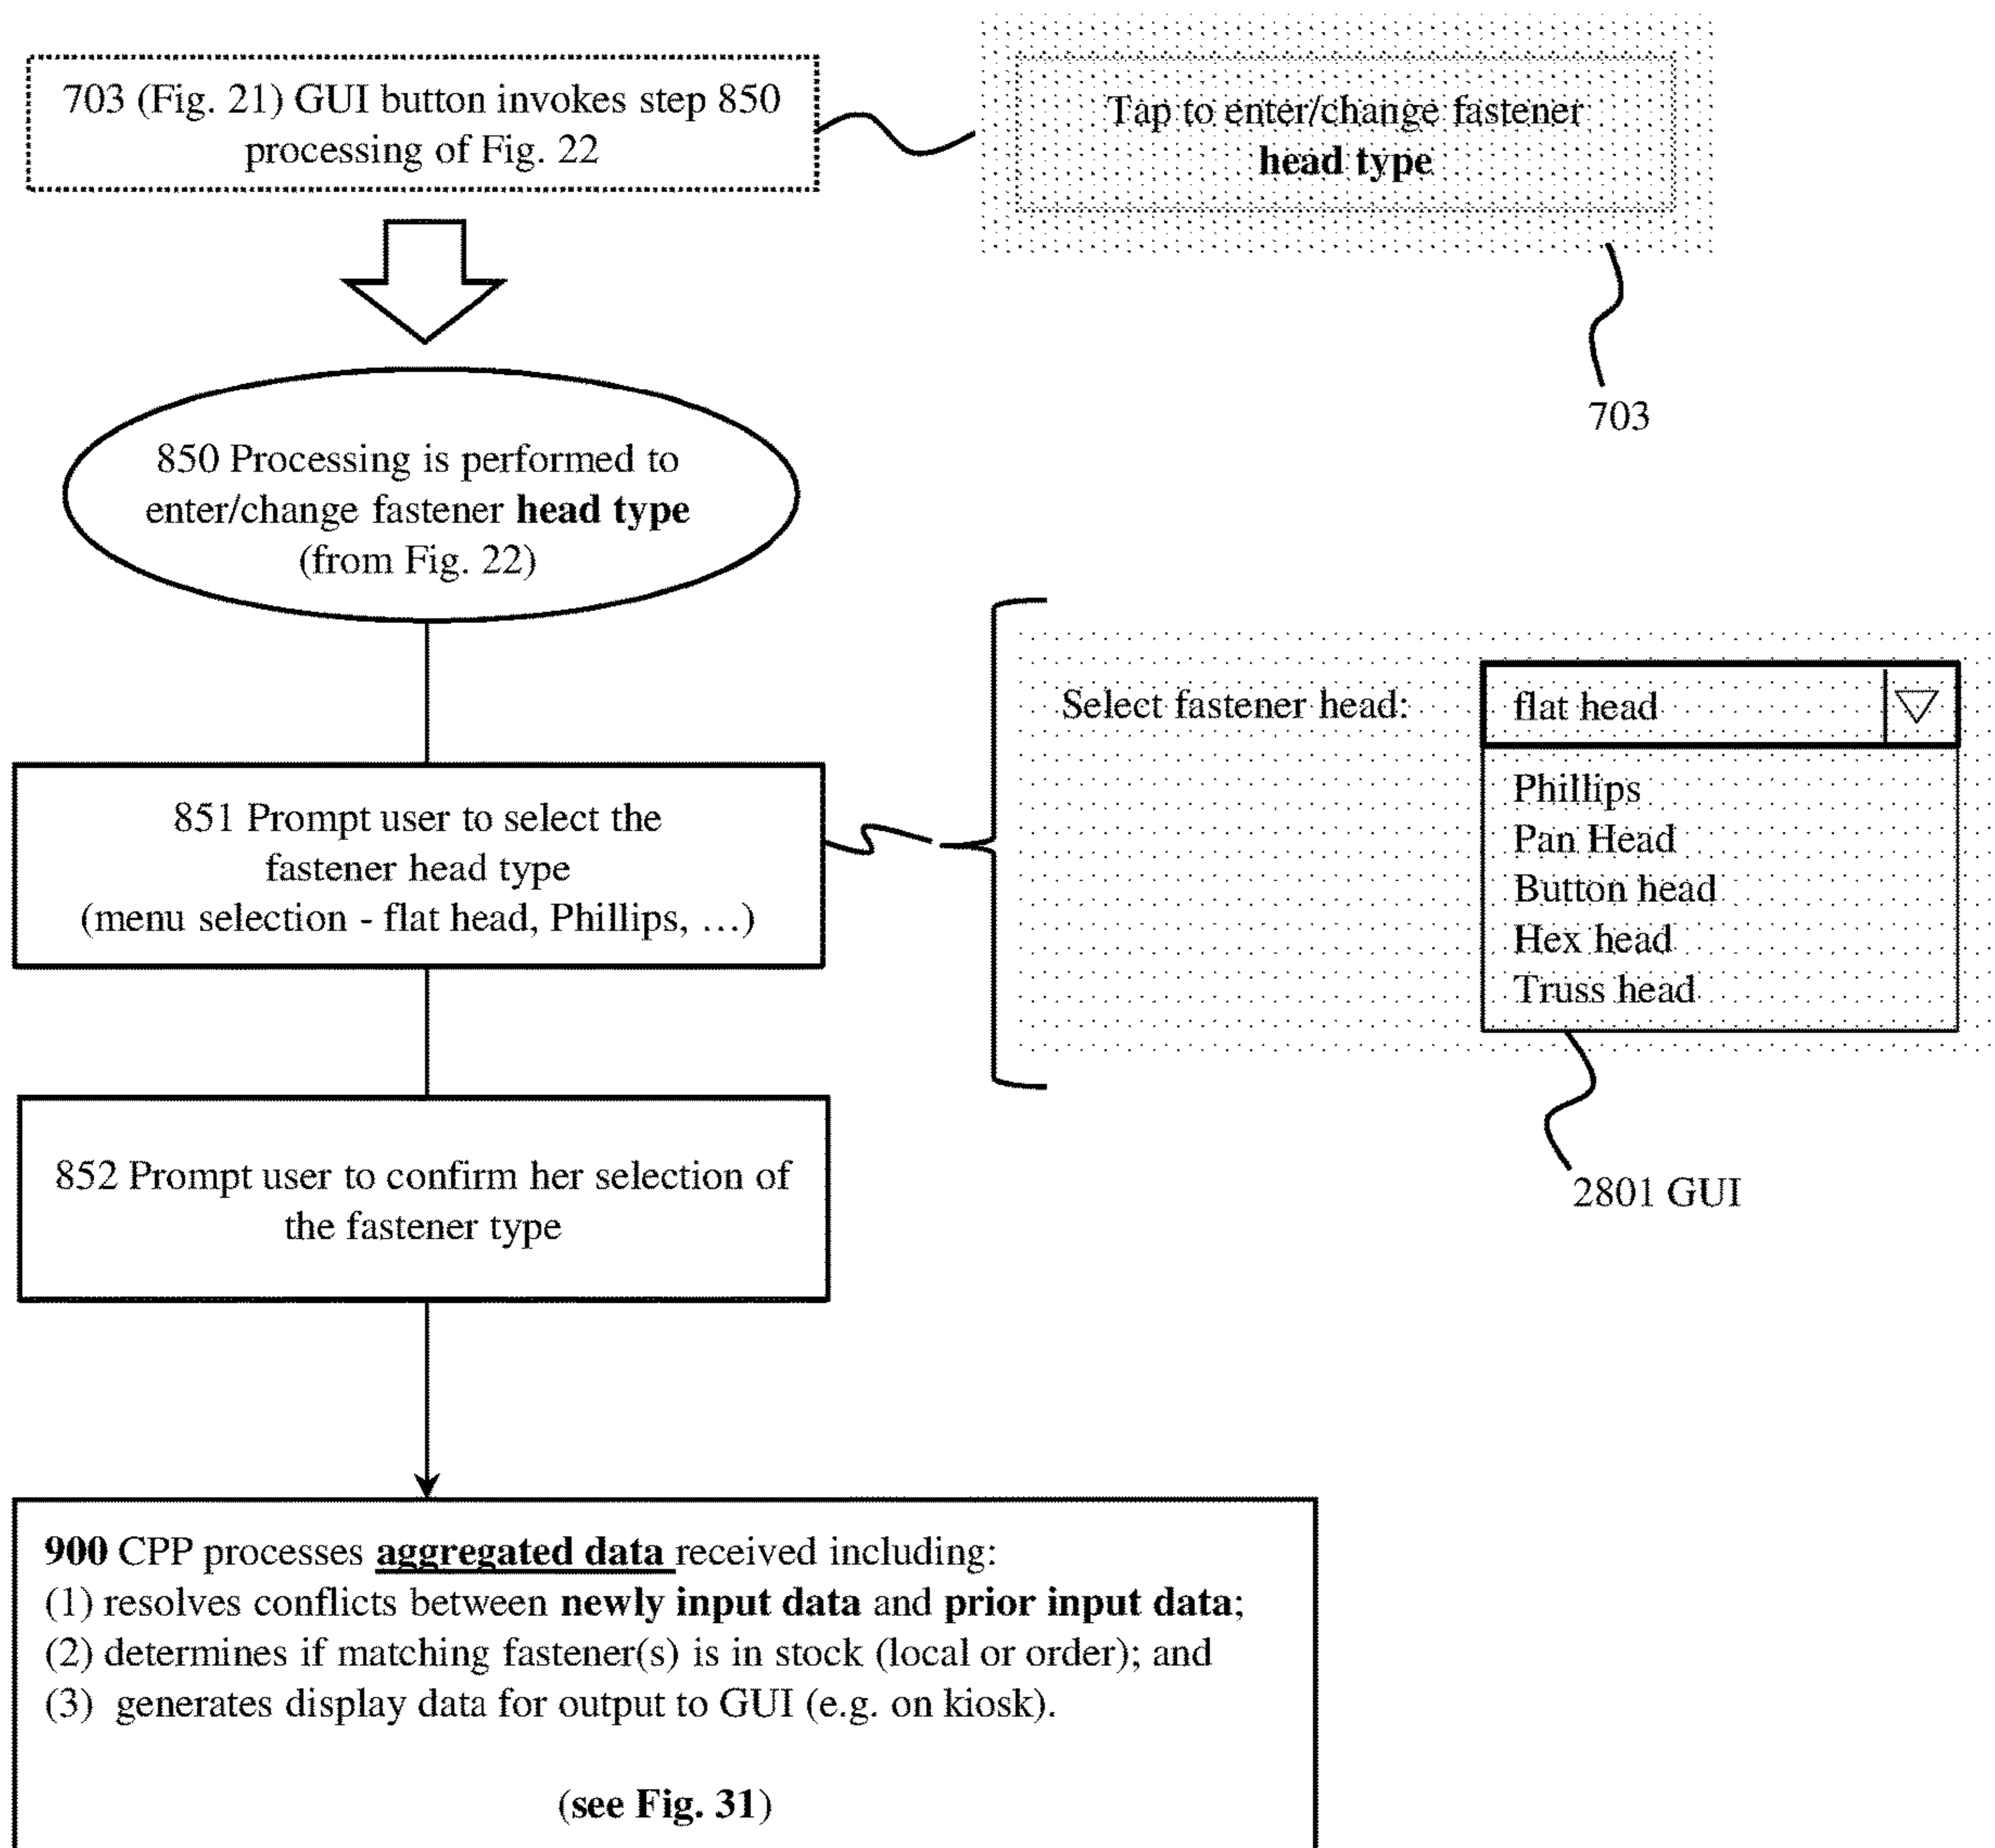 703 (Fig. 21) GUI button invokes step 850
processing of Fig. 22
Tap to enter/change fastener
head type
703
850 Processing is performed to
enter/change fastener head type
(from Fig. 22)
Select fastener head:
flat head
Phillips
Pan Head
Button head
Hex head
Truss head
2801 GUI
851 Prompt user to select the
fastener head type
(menu selection - flat head, Phillips, …)
852 Prompt user to confirm her selection of
the fastener type
900 CPP processes aggregated data received including:
(1) resolves conflicts between newly input data and prior input data;
(2) determines if matching fastener(s) is in stock (local or order); and
(3) generates display data for output to GUI (e.g. on kiosk).
(see Fig. 31)